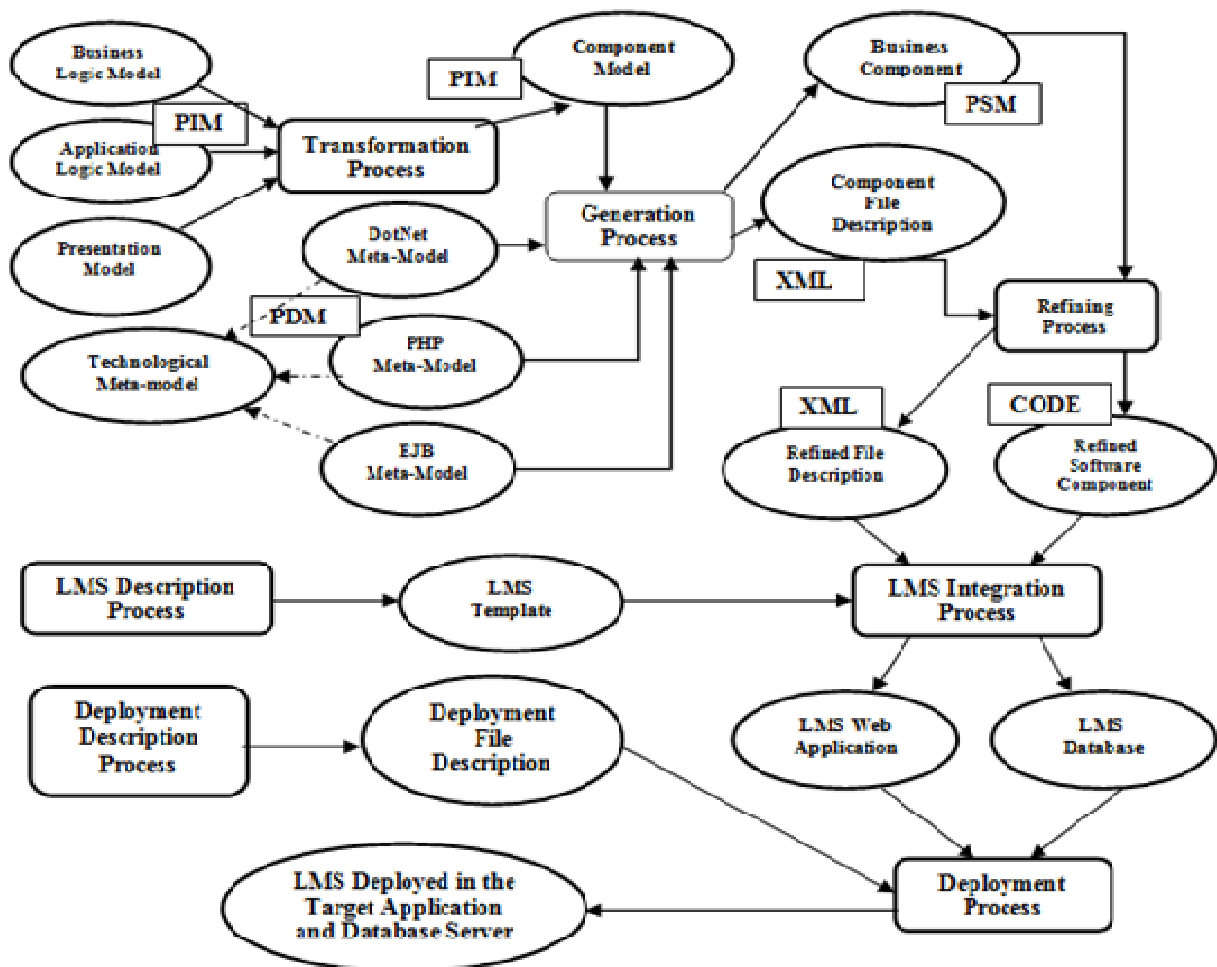 Business
Logic Model
PIM
Application
Logic Model
Presentation
Model
Transformation
Process
PIM
Component
Model
Business
Component
PSM
Component
File
Description
XML
Generation
Process
DotNet
Meta-Model
PDM
PHP
Meta-Model
Technological
Meta-model
EJB
Meta-Model
Refining
Process
XML
Refined File
Description
CODE
Refined
Software
Component
LMS Description
Process
LMS
Template
LMS Integration
Process
Deployment
Description
Process
Deployment
File
Description
LMS Web
Application
LMS
Database
LMS Deployed in the
Target Application
and Database Server
Deployment
Process